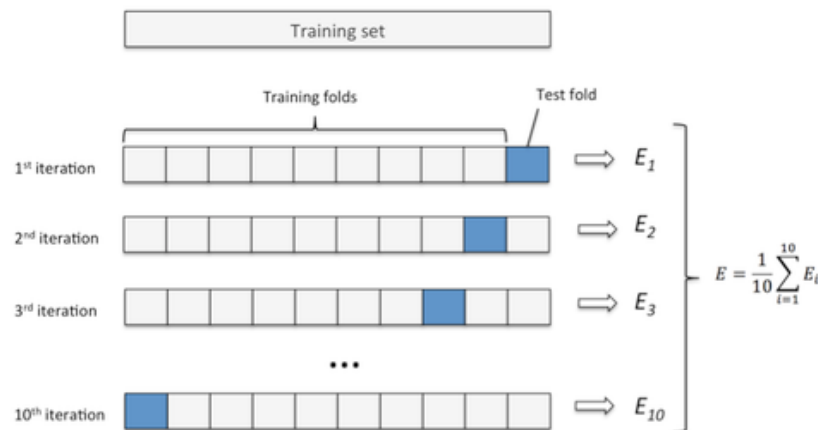 Training set
Training folds
Test fold
1st iteration
E1
2nd iteration
E2
3rd iteration
E3
E = 1/10 ∑ i=1 10 Ei
...
10th iteration
E10